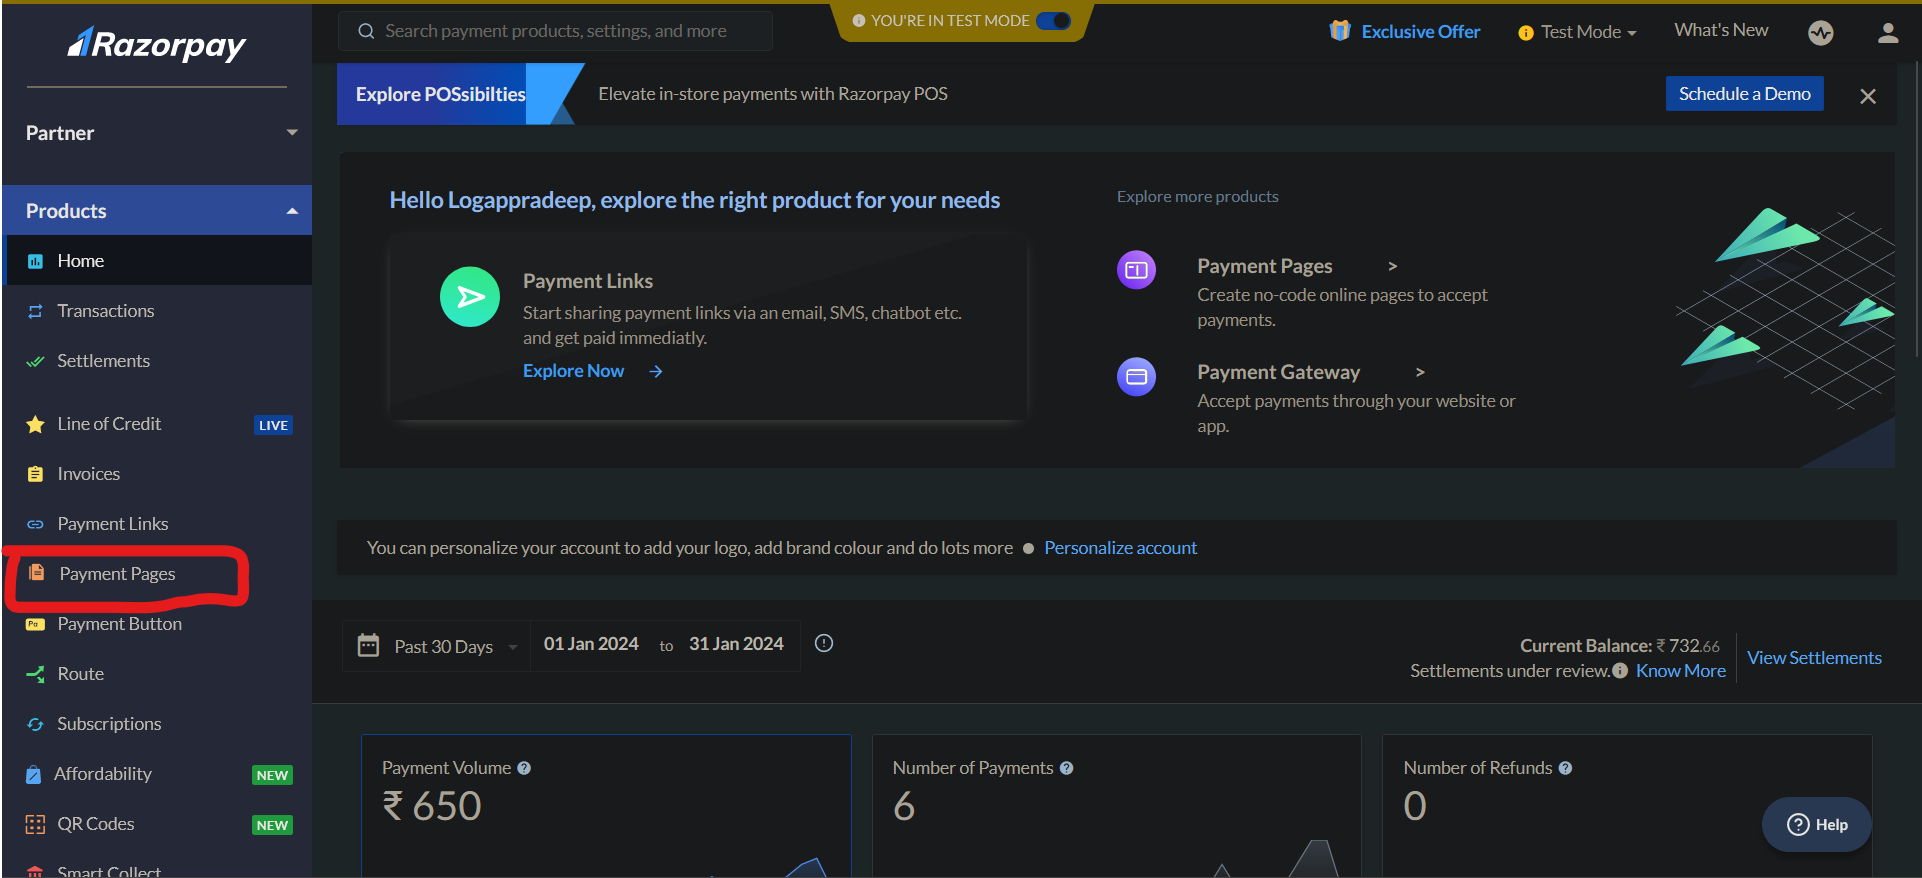 YOU'RE IN TEST MODE
Razorpay
Search payment products, settings, and more
Exclusive Offer
Test Mode
What's New
Explore POSsibilties
Elevate in-store payments with Razorpay POS
Schedule a Demo
Partner
Products
Home
Transactions
Settlements
Line of Credit
LIVE
Invoices
Payment Links
Payment Pages
Payment Button
Route
Subscriptions
Affordability
NEW
QR Codes
NEW
Smart Collect
Hello Logappradeep, explore the right product for your needs
Payment Links
Start sharing payment links via an email, SMS, chatbot etc.
and get paid immediatly.
Explore Now
Explore more products
Payment Pages >
Create no-code online pages to accept
payments.
Payment Gateway >
Accept payments through your website or
app.
You can personalize your account to add your logo, add brand colour and do lots more
Personalize account
Past 30 Days
01 Jan 2024 to 31 Jan 2024
Current Balance: ₹ 732.66
Settlements under review. Know More
View Settlements
Payment Volume
₹ 650
Number of Payments
6
Number of Refunds
0
Help